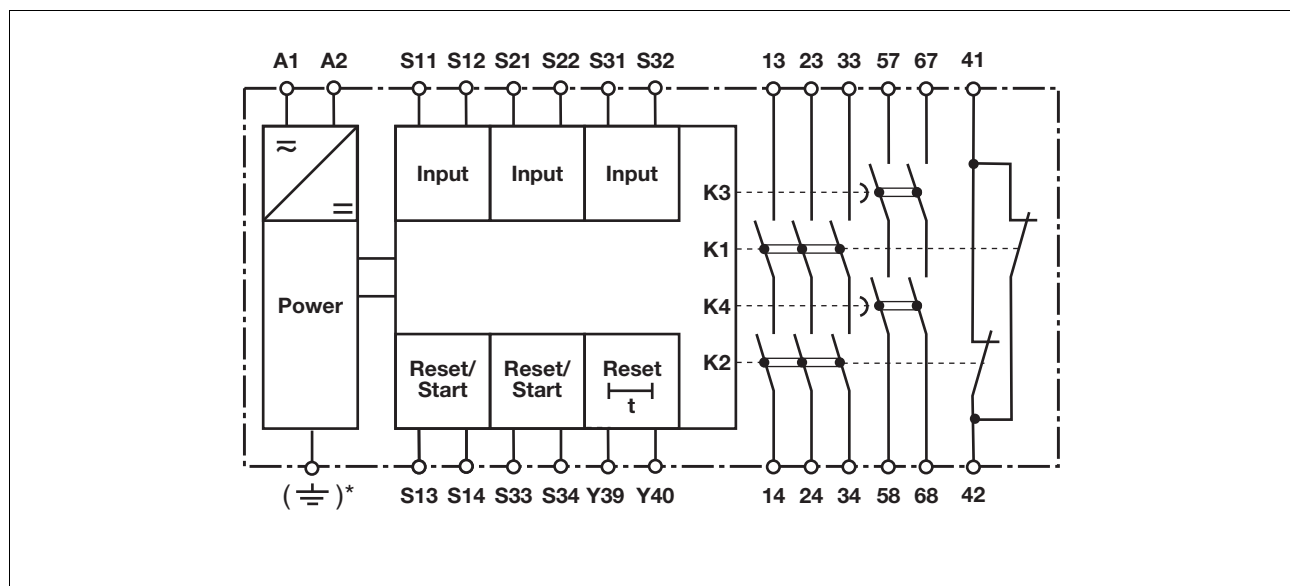 A1 A2 S11 S12 S21 S22 S31 S32 13 23 33 57 67 41
Input Input Input
K3
K1
Power
K4
K2
Reset/
Start
Reset/
Start
Reset
t
( )*
S13 S14 S33 S34 Y39 Y40 14 24 34 58 68 42